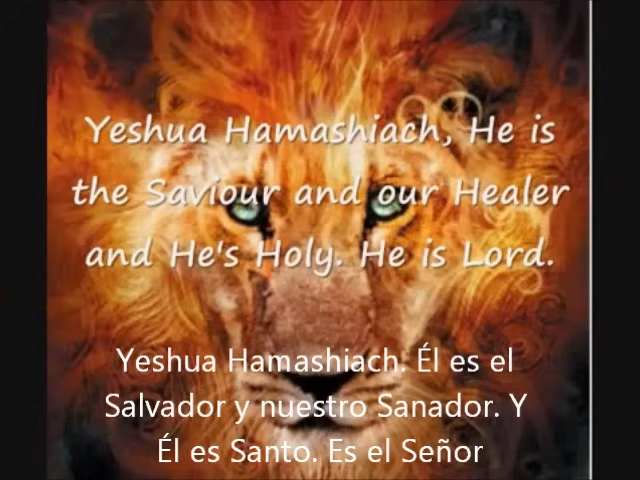 Yeshua Hamashiach, He is
the Saviour and our Healer
and He's Holy. He is Lord.
Yeshua Hamashiach. Él es el
Salvador y nuestro Sanador. Y
Él es Santo. Es el Señor